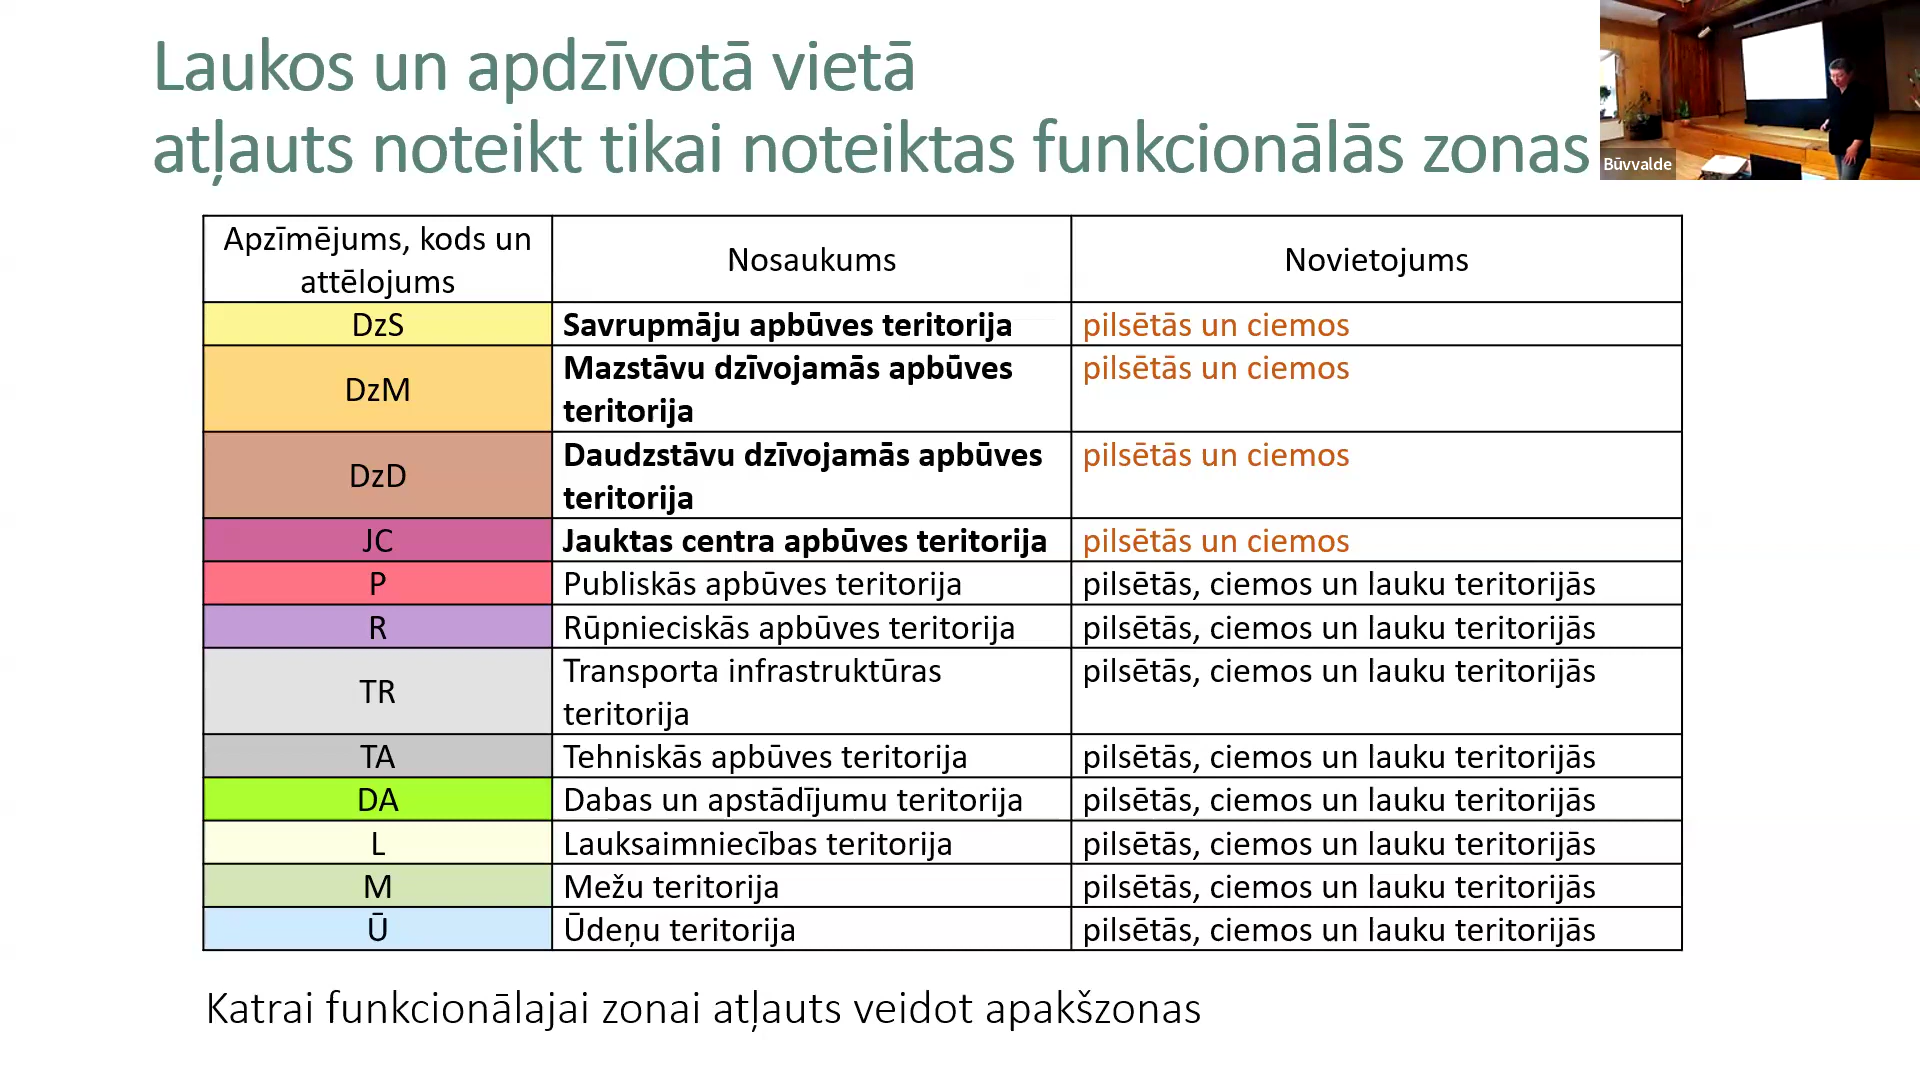 Laukos un apdzīvotā vietā
atļauts noteikt tikai noteiktas funkcionālās zonas
Būvvalde
Apzīmējums, kods un
attēlojums
Nosaukums
Novietojums
DzS
Savrupmāju apbūves teritorija
pilsētās un ciemos
DzM
Mazstāvu dzīvojamās apbūves
teritorija
pilsētās un ciemos
DzD
Daudzstāvu dzīvojamās apbūves
teritorija
pilsētās un ciemos
JC
Jauktas centra apbūves teritorija
pilsētās un ciemos
P
Publiskās apbūves teritorija
pilsētās, ciemos un lauku teritorijās
R
Rūpnieciskās apbūves teritorija
pilsētās, ciemos un lauku teritorijās
TR
Transporta infrastruktūras
teritorija
pilsētās, ciemos un lauku teritorijās
TA
Tehniskās apbūves teritorija
pilsētās, ciemos un lauku teritorijās
DA
Dabas un apstādījumu teritorija
pilsētās, ciemos un lauku teritorijās
L
Lauksaimniecības teritorija
pilsētās, ciemos un lauku teritorijās
M
Mežu teritorija
pilsētās, ciemos un lauku teritorijās
Ū
Ūdeņu teritorija
pilsētās, ciemos un lauku teritorijās
Katrai funkcionālajai zonai atļauts veidot apakšzonas